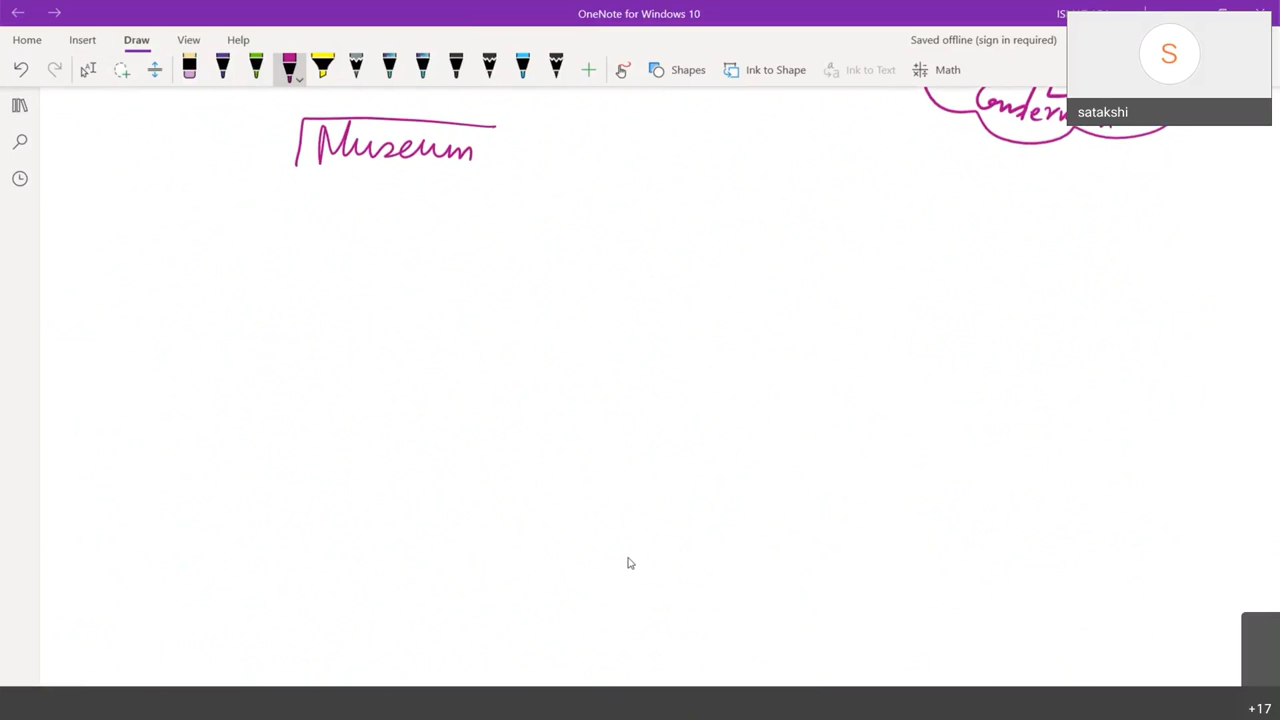 OneNote for Windows 10
Home Insert Draw View Help
Saved offline (sign in required)
S
Shapes Ink to Shape Ink to Text Math
satakshi
Museum
+17